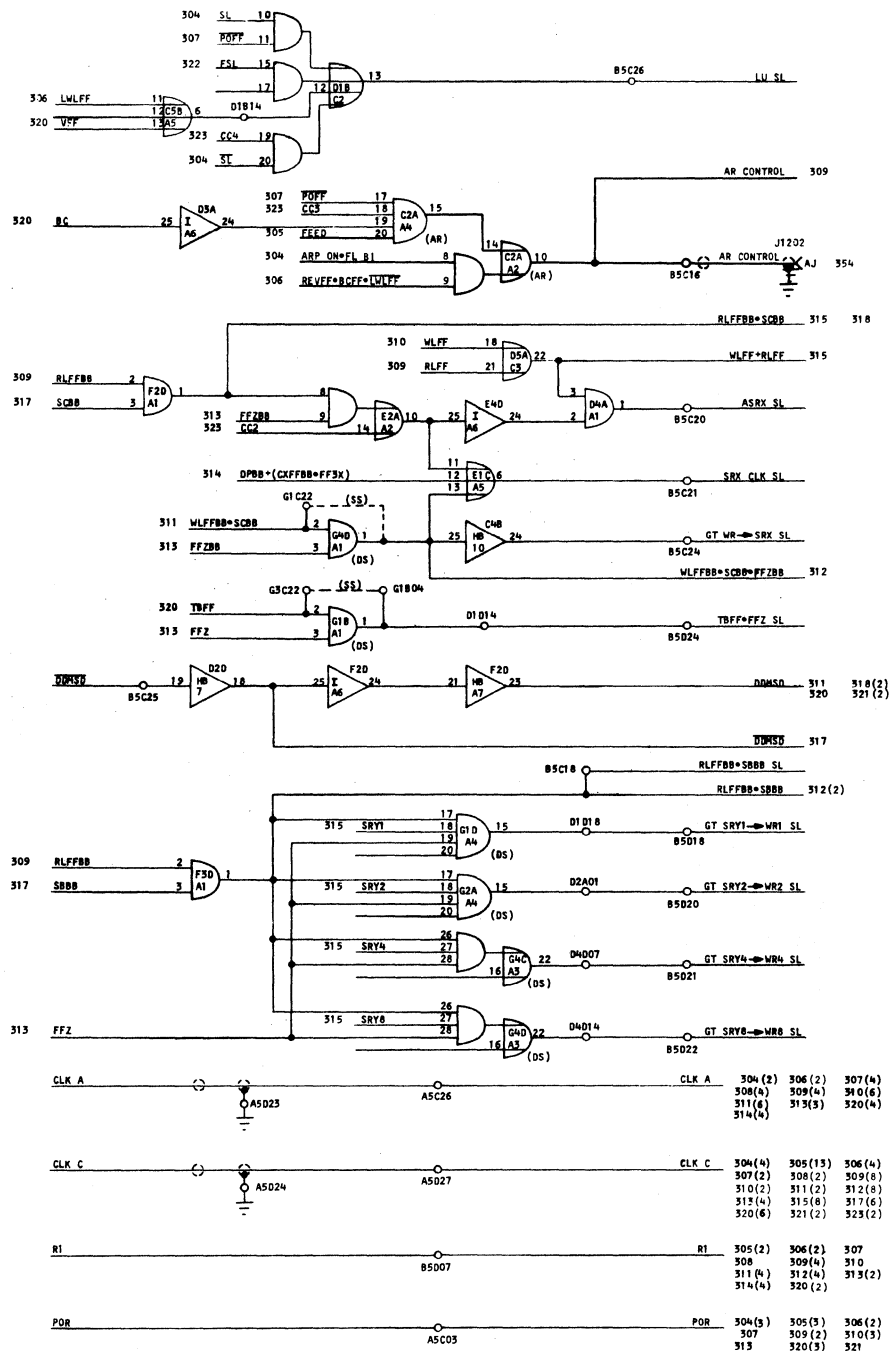 304 SL 10
307 POFF 11
322 FSL 15
17
12 D1B 13
C2
B5C26
LU SL
306 LWLFF 11
12 C5B 6
320 VFF 13 A5
D1B14
323 CC4 19
304 SL 20
AR CONTROL 309
320 BC 25 I A6 D3A 24
307 POFF 17
323 CC3 18
19
305 FEED 20
C2A A4 15
(AR)
304 ARP ON•FL B1 8
306 REVFF•BCFF•LWLFF 9
14 C2A A2 10
(AR)
B5C16
AR CONTROL
J1202
AJ 354
RLFFBB•SCBB 315 318
310 WLFF 18
309 RLFF 21
D5A C3 22
WLFF+RLFF 315
309 RLFFBB 2
317 SCBB 3
F2D A1 1
8
313 FFZBB 9
323 CC2 14
E2A A2 10
25 I A6 E4D 24
3
2
D4A A1 1
B5C20
ASRX SL
314 DPBB+(CXFFBB•FF3X)
11
12
13
E1C A5 6
B5C21
SRX CLK SL
G1C22 (SS)
311 WLFFBB•SCBB 2
313 FFZBB 3
G4D A1 1
(DS)
25 HB 10 C4B 24
B5C24
GT WR→SRX SL
WLFFBB•SCBB•FFZBB 312
G3C22 (SS) G1B04
320 TBFF 2
313 FFZ 3
G1B A1 1
(DS)
D1D14
B5D24
TBFF•FFZ SL
DDMSD B5C25 19 HB 7 D2D 18
25 I A6 F2D 24
21 HB A7 F2D 23
DDMSD 311 318(2)
320 321(2)
DDMSD 317
B5C18 RLFFBB•SBBB SL
RLFFBB•SBBB 312(2)
309 RLFFBB 2
317 SBBB 3
F3D A1 1
17
315 SRY1 18
19
20
G1D A4 15
(DS)
D1D18
B5D18
GT SRY1→WR1 SL
17
315 SRY2 18
19
20
G2A A4 15
(DS)
D2A01
B5D20
GT SRY2→WR2 SL
26
315 SRY4 27
28
16 G4C A3 22
(DS)
D4D07
B5D21
GT SRY4→WR4 SL
26
315 SRY8 27
28
16 G4D A3 22
(DS)
D4D14
B5D22
GT SRY8→WR8 SL
313 FFZ
CLK A A5D23 A5C26 CLK A
304(2) 306(2) 307(4)
308(4) 309(4) 310(6)
311(6) 313(3) 320(4)
314(4)
CLK C A5D24 A5D27 CLK C
304(4) 305(13) 306(4)
307(2) 308(2) 309(8)
310(2) 311(2) 312(8)
313(4) 315(8) 317(6)
320(6) 321(2) 323(2)
R1 B5D07 R1
305(2) 306(2) 307
308 309(4) 310
311(4) 312(4) 313(2)
314(4) 320(2)
POR A5C03 POR
304(3) 305(3) 306(2)
307 309(2) 310(3)
313 320(3) 321